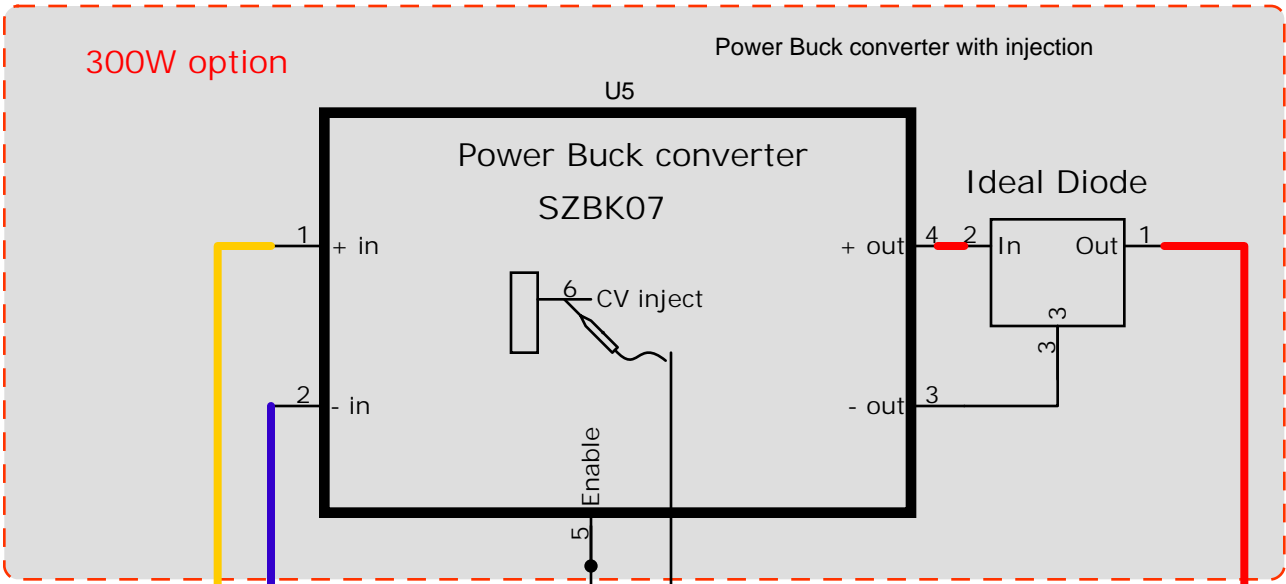 Power Buck converter with injection
300W option
U5
Power Buck converter
SZBK07
Ideal Diode
1
+ in
+ out
4
2
In
Out
1
6
CV inject
3
3
2
- in
- out
3
Enable
5